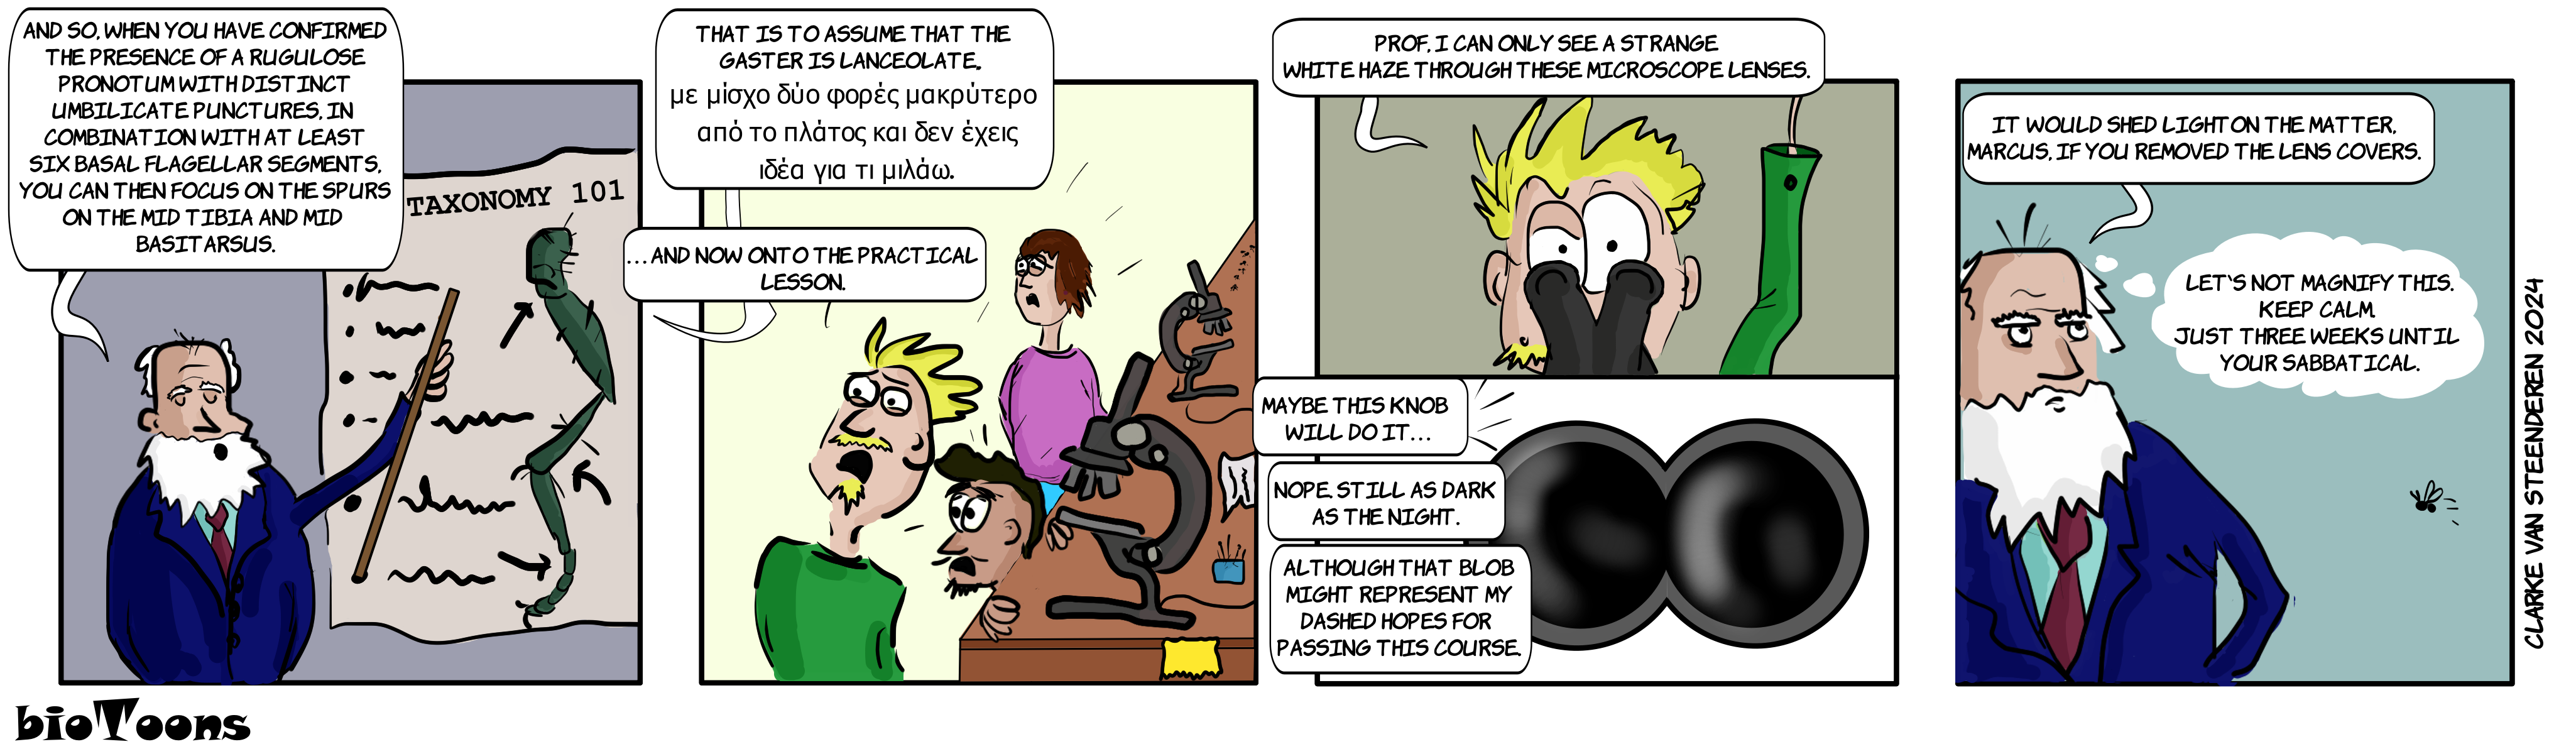 AND SO, WHEN YOU HAVE CONFIRMED
THE PRESENCE OF A RUGULOSE
PRONOTUM WITH DISTINCT
UMBILICATE PUNCTURES, IN
COMBINATION WITH AT LEAST
SIX BASAL FLAGELLAR SEGMENTS,
YOU CAN THEN FOCUS ON THE SPURS
ON THE MID TIBIA AND MID
BASITARSUS.
TAXONOMY 101
THAT IS TO ASSUME THAT THE
GASTER IS LANCEOLATE,
με μίσχο δύο φορές μακρύτερο
από το πλάτος και δεν έχεις
ιδέα για τι μιλάω.
...AND NOW ONTO THE PRACTICAL
LESSON.
PROF, I CAN ONLY SEE A STRANGE
WHITE HAZE THROUGH THESE MICROSCOPE LENSES.
MAYBE THIS KNOB
WILL DO IT...
NOPE. STILL AS DARK
AS THE NIGHT.
ALTHOUGH THAT BLOB
MIGHT REPRESENT MY
DASHED HOPES FOR
PASSING THIS COURSE.
IT WOULD SHED LIGHT ON THE MATTER,
MARCUS, IF YOU REMOVED THE LENS COVERS.
LET'S NOT MAGNIFY THIS.
KEEP CALM.
JUST THREE WEEKS UNTIL
YOUR SABBATICAL.
CLARKE VAN STEENDEREN 2024
bioToons